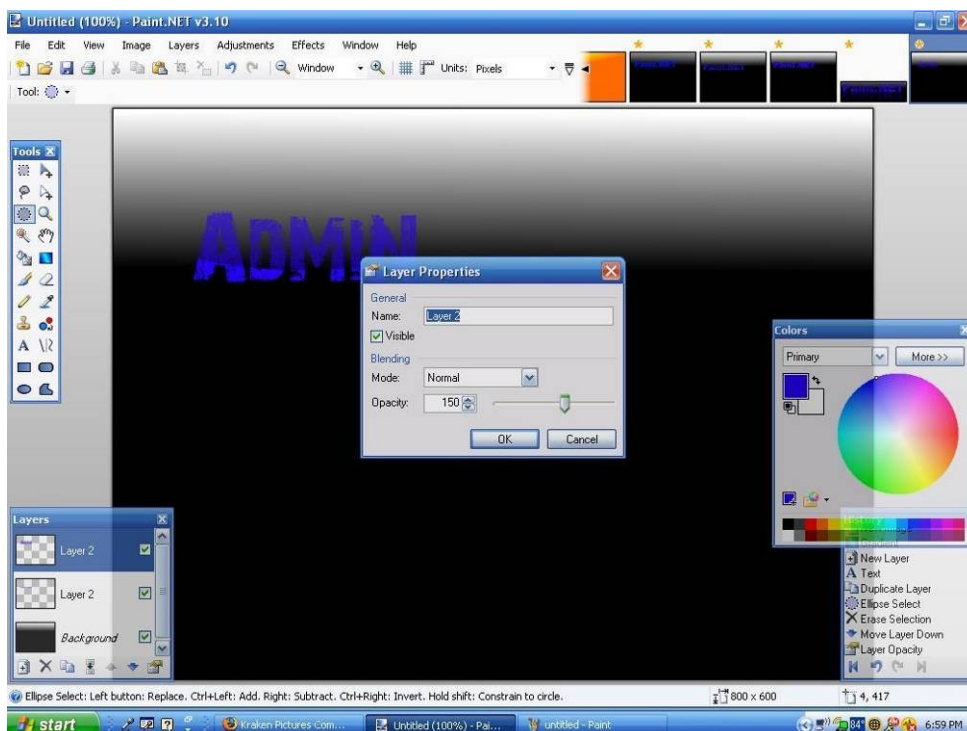 Untitled (100%) - Paint.NET v3.10
File Edit View Image Layers Adjustments Effects Window Help
Window Units: Pixels
Tool:
Paint.NET
Tools
ADMIN
Layer Properties
General
Name: Layer 2
Visible
Blending
Mode: Normal
Opacity: 150
OK Cancel
Colors
Primary More >>
Layers
Layer 2
Layer 2
Background
History
New Layer
Text
Duplicate Layer
Ellipse Select
Erase Selection
Move Layer Down
Layer Opacity
Ellipse Select: Left button: Replace. Ctrl+Left: Add. Right: Subtract. Ctrl+Right: Invert. Hold shift: Constrain to circle. 800 x 600 4, 417
start Kraken Pictures Com... Untitled (100%) - Pai... untitled - Paint 84° 6:59 PM